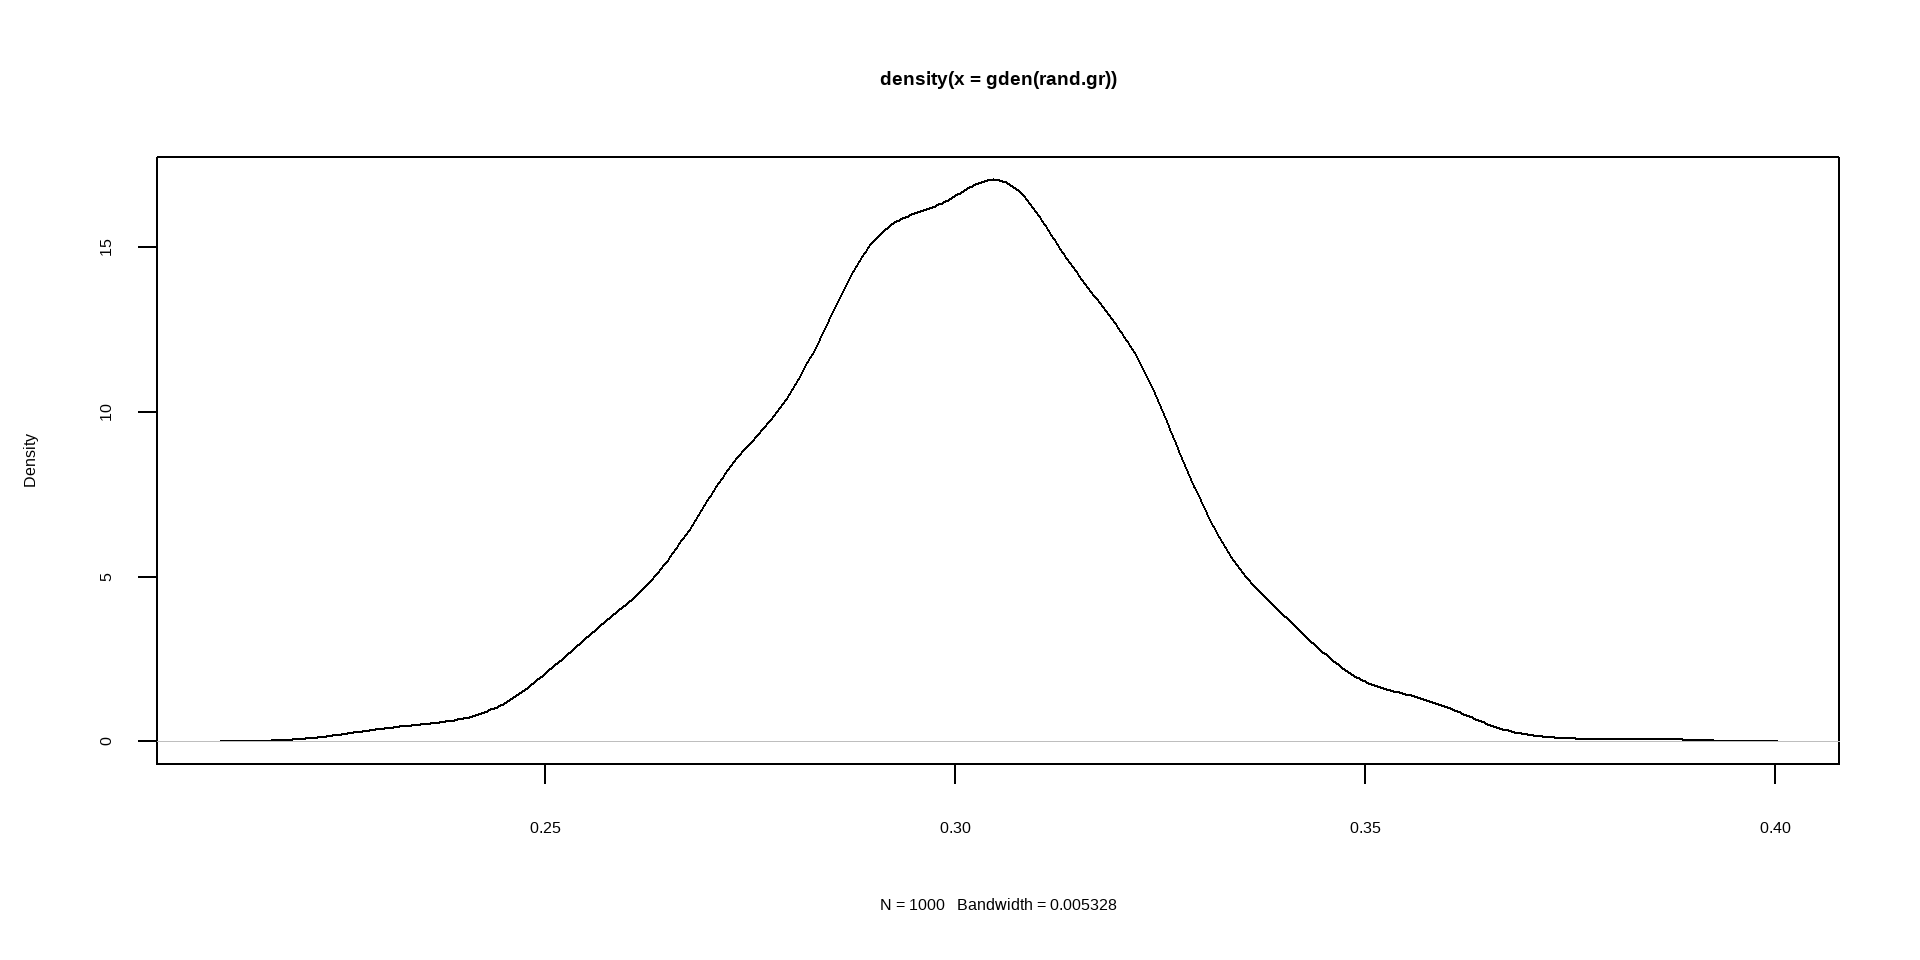 density(x = gden(rand.gr))
Density
15
10
5
0
0.25 0.30 0.35 0.40
N = 1000 Bandwidth = 0.005328